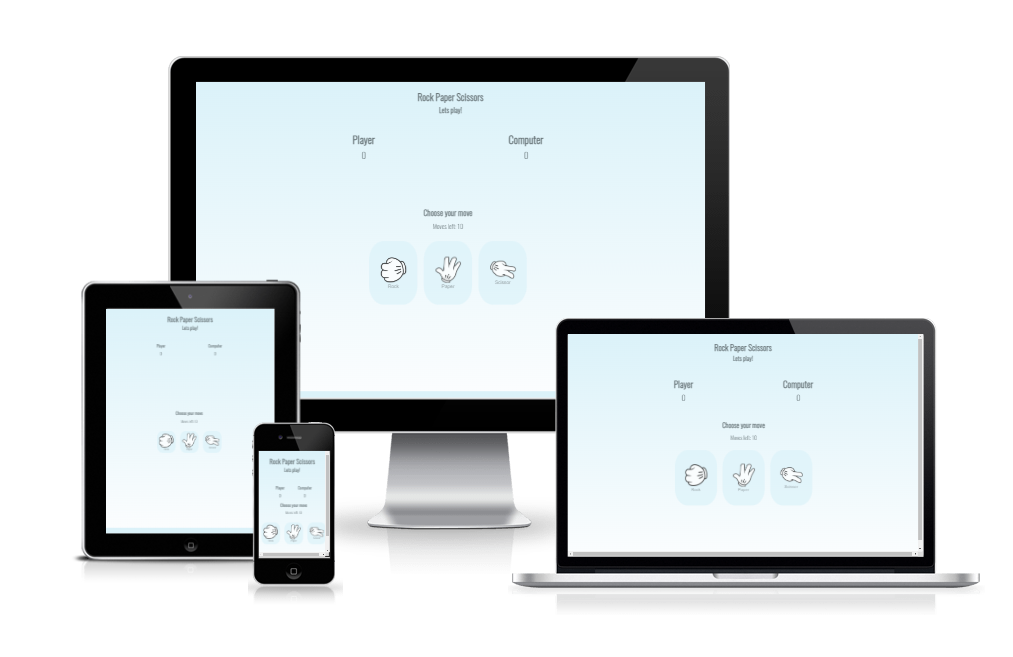 Rock Paper Scissors
Lets play!
Player
Computer
0
0
Choose your move
Moves left: 10
Rock
Paper
Scissor
Rock Paper Scissors
Lets play!
Player
Computer
0
0
Choose your move
Moves left: 10
Rock Paper Scissors
Lets play!
Player
Computer
0
0
Choose your move
Moves left: 10
Rock Paper Scissors
Lets play!
Player
Computer
0
0
Choose your move
Moves left: 10
Rock
Paper
Scissor